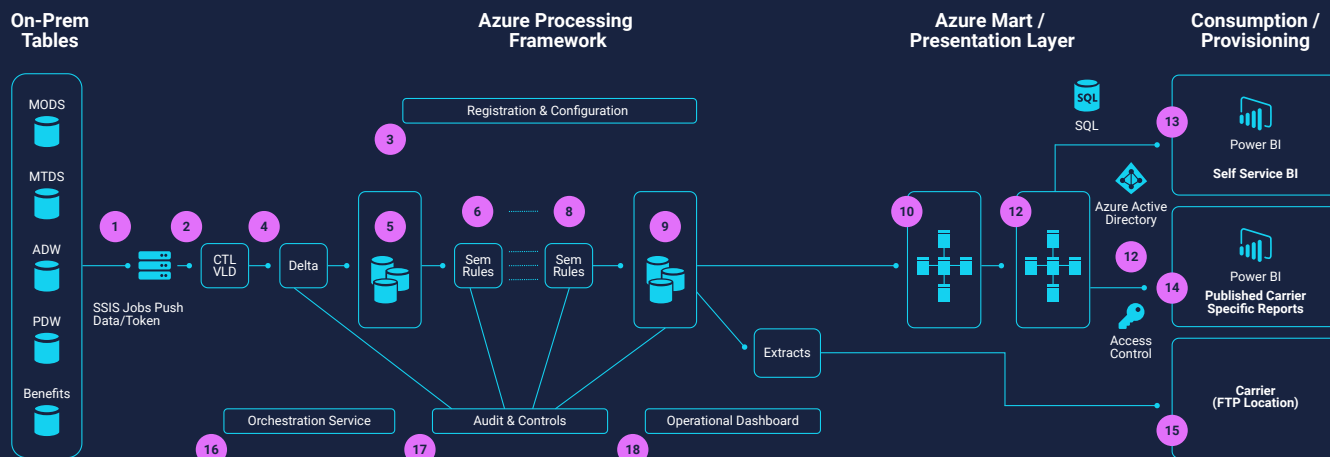 On-Prem
Tables
Azure Processing
Framework
Azure Mart /
Presentation Layer
Consumption /
Provisioning
MODS
MTDS
ADW
PDW
Benefits
1
SSIS Jobs Push
Data/Token
2
CTL
VLD
4
Delta
Registration & Configuration
3
5
6
Sem
Rules
8
Sem
Rules
9
Extracts
Orchestration Service
16
Audit & Controls
17
Operational Dashboard
18
10
12
SQL
SQL
Azure Active
Directory
12
Access
Control
13
Power BI
Self Service BI
14
Power BI
Published Carrier
Specific Reports
Carrier
(FTP Location)
15